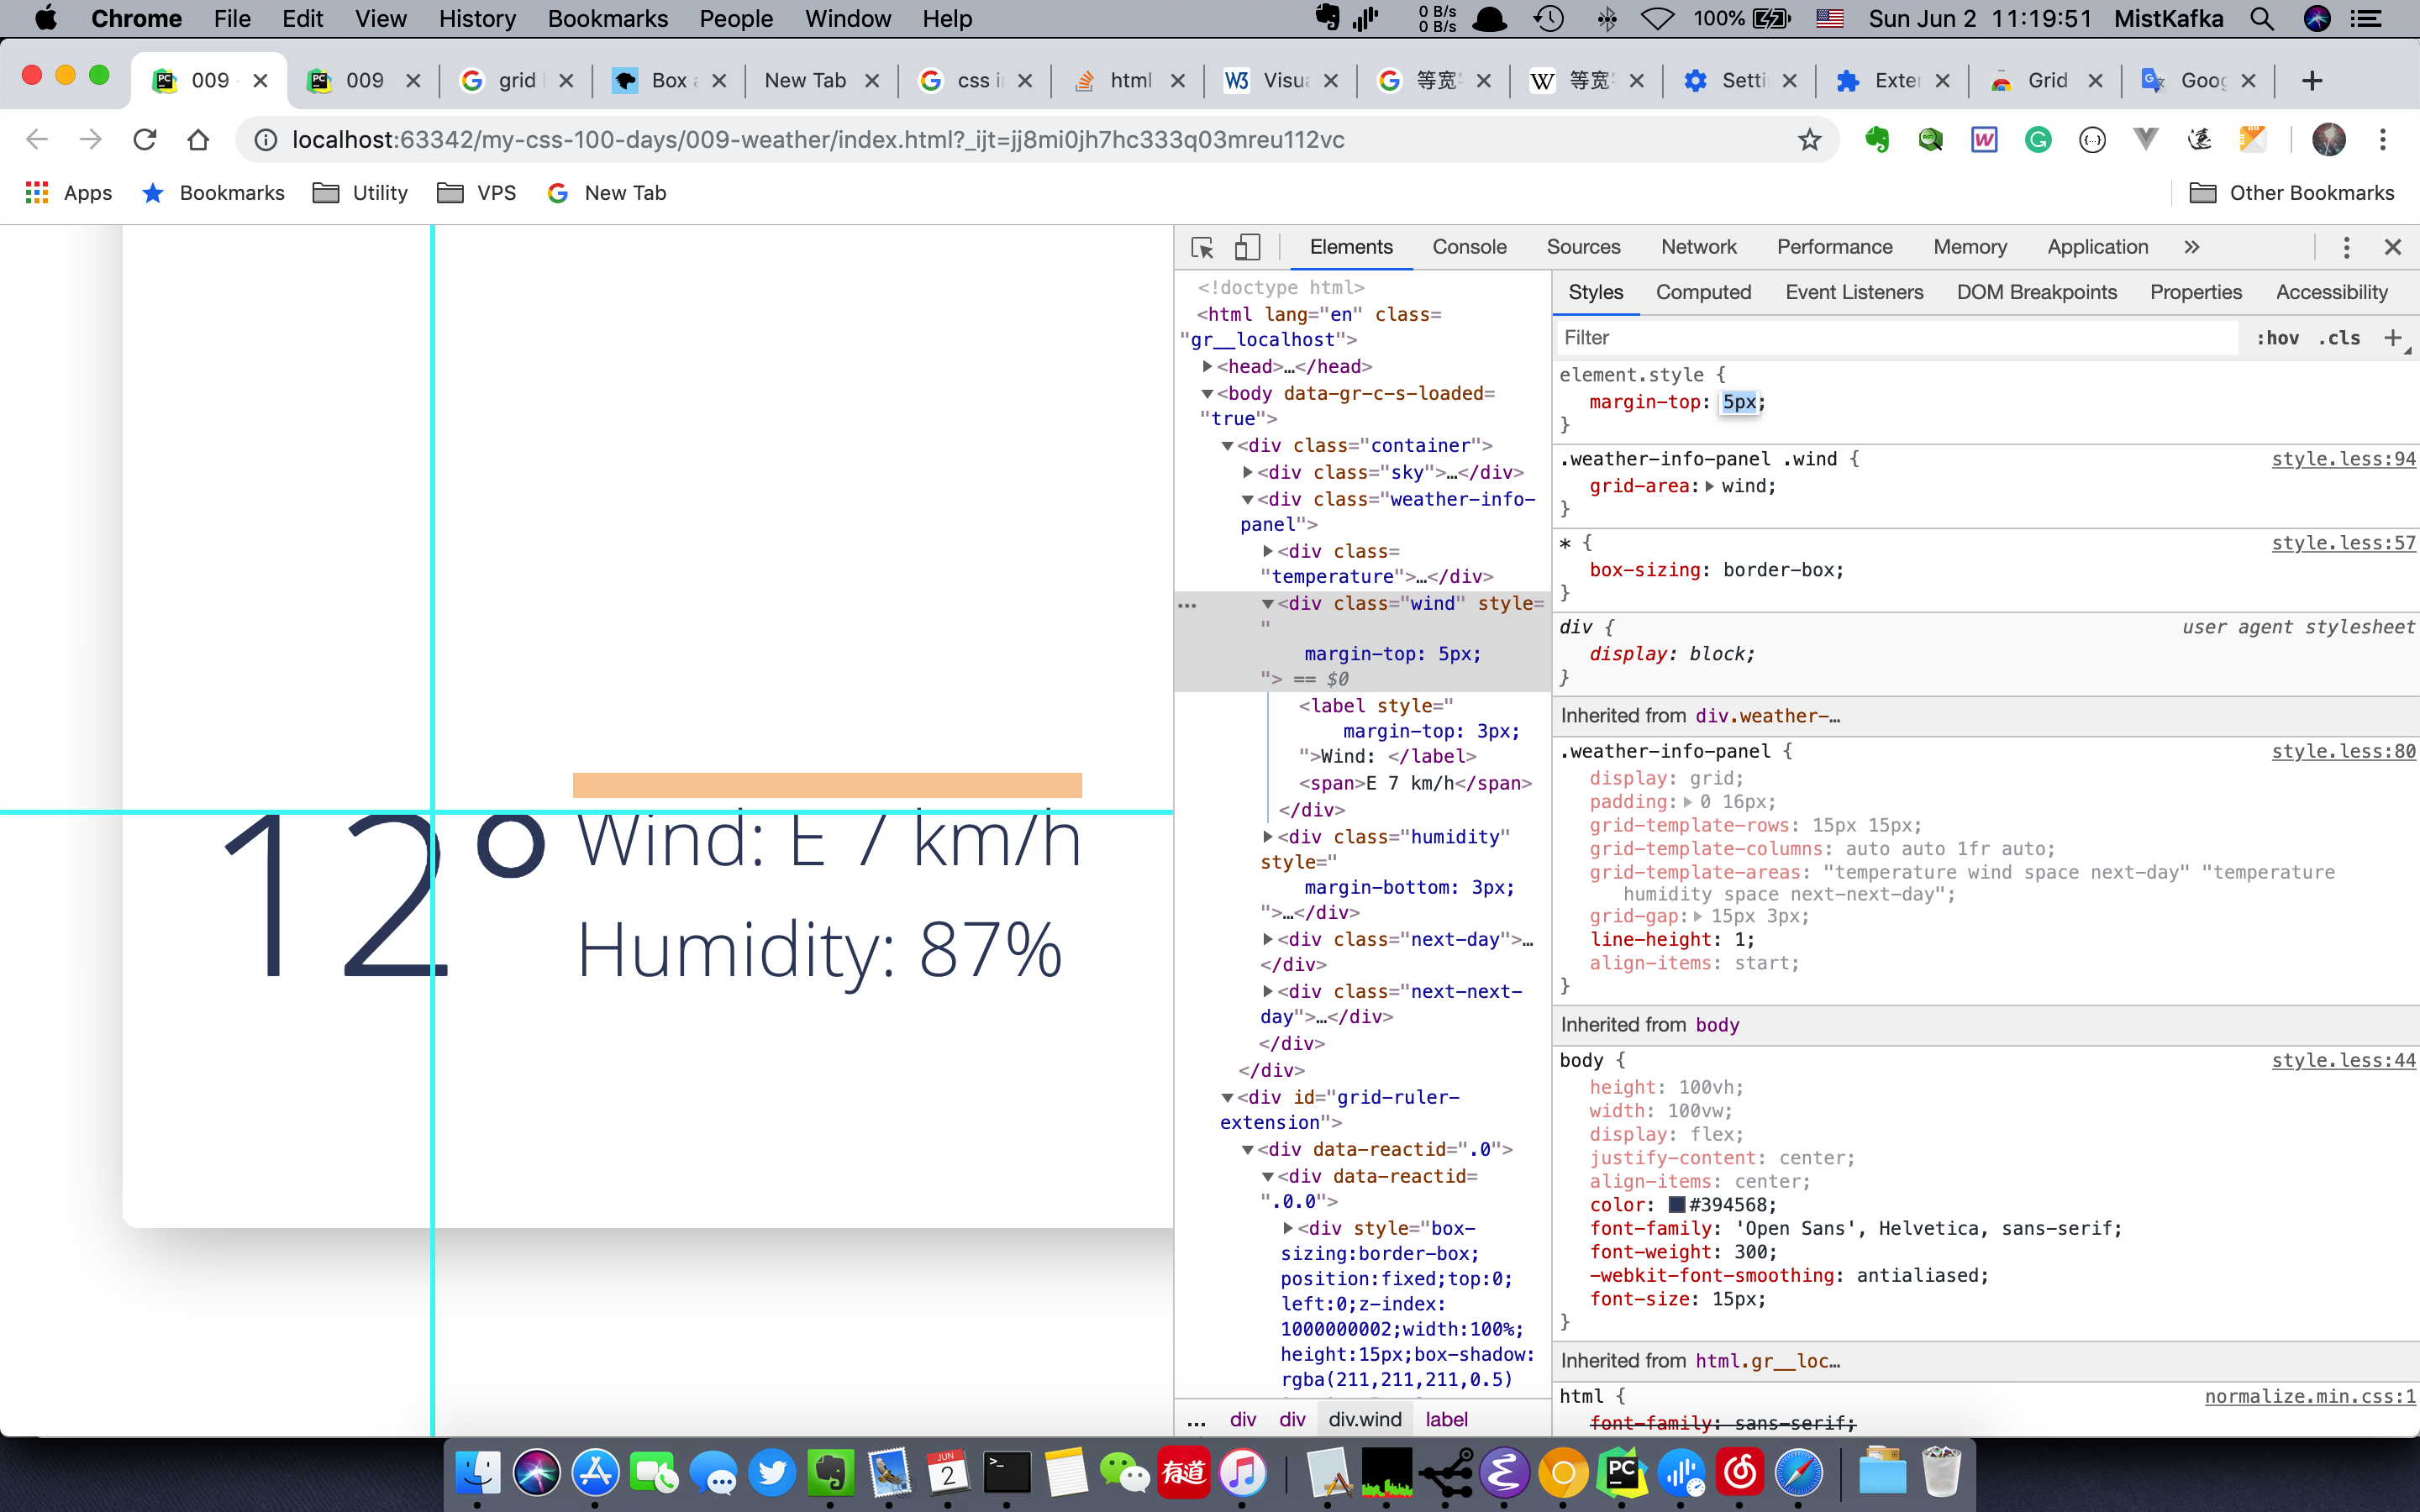 Chrome File Edit View History Bookmarks People Window Help 0 B/s 0 B/s 100% Sun Jun 2 11:19:51 MistKafka
009 009 grid Box New Tab css html W3 Visu 等宽 W 等宽 Setti Exte Grid Goog
localhost:63342/my-css-100-days/009-weather/index.html?_ijt=jj8mi0jh7hc333q03mreu112vc
Apps Bookmarks Utility VPS New Tab Other Bookmarks
12° Wind: E 7 km/h
Humidity: 87%
Elements Console Sources Network Performance Memory Application »
<!doctype html>
<html lang="en" class=
"gr__localhost">
<head>…</head>
<body data-gr-c-s-loaded=
"true">
<div class="container">
<div class="sky">…</div>
<div class="weather-info-
panel">
<div class=
"temperature">…</div>
<div class="wind" style=
"
margin-top: 5px;
"> == $0
<label style="
margin-top: 3px;
">Wind: </label>
<span>E 7 km/h</span>
</div>
<div class="humidity"
style="
margin-bottom: 3px;
">…</div>
<div class="next-day">…
</div>
<div class="next-next-
day">…</div>
</div>
</div>
<div id="grid-ruler-
extension">
<div data-reactid=".0">
<div data-reactid=
".0.0">
<div style="box-
sizing:border-box;
position:fixed;top:0;
left:0;z-index:
1000000002;width:100%;
height:15px;box-shadow:
rgba(211,211,211,0.5)
... div div div.wind label
Styles Computed Event Listeners DOM Breakpoints Properties Accessibility
Filter :hov .cls +
element.style {
margin-top: 5px;
}
.weather-info-panel .wind { style.less:94
grid-area: wind;
}
* { style.less:57
box-sizing: border-box;
}
div { user agent stylesheet
display: block;
}
Inherited from div.weather-…
.weather-info-panel { style.less:80
display: grid;
padding: 0 16px;
grid-template-rows: 15px 15px;
grid-template-columns: auto auto 1fr auto;
grid-template-areas: "temperature wind space next-day" "temperature
humidity space next-next-day";
grid-gap: 15px 3px;
line-height: 1;
align-items: start;
}
Inherited from body
body { style.less:44
height: 100vh;
width: 100vw;
display: flex;
justify-content: center;
align-items: center;
color: #394568;
font-family: 'Open Sans', Helvetica, sans-serif;
font-weight: 300;
-webkit-font-smoothing: antialiased;
font-size: 15px;
}
Inherited from html.gr__loc…
html { normalize.min.css:1
font-family: sans-serif;
JUN
2
有道
PC